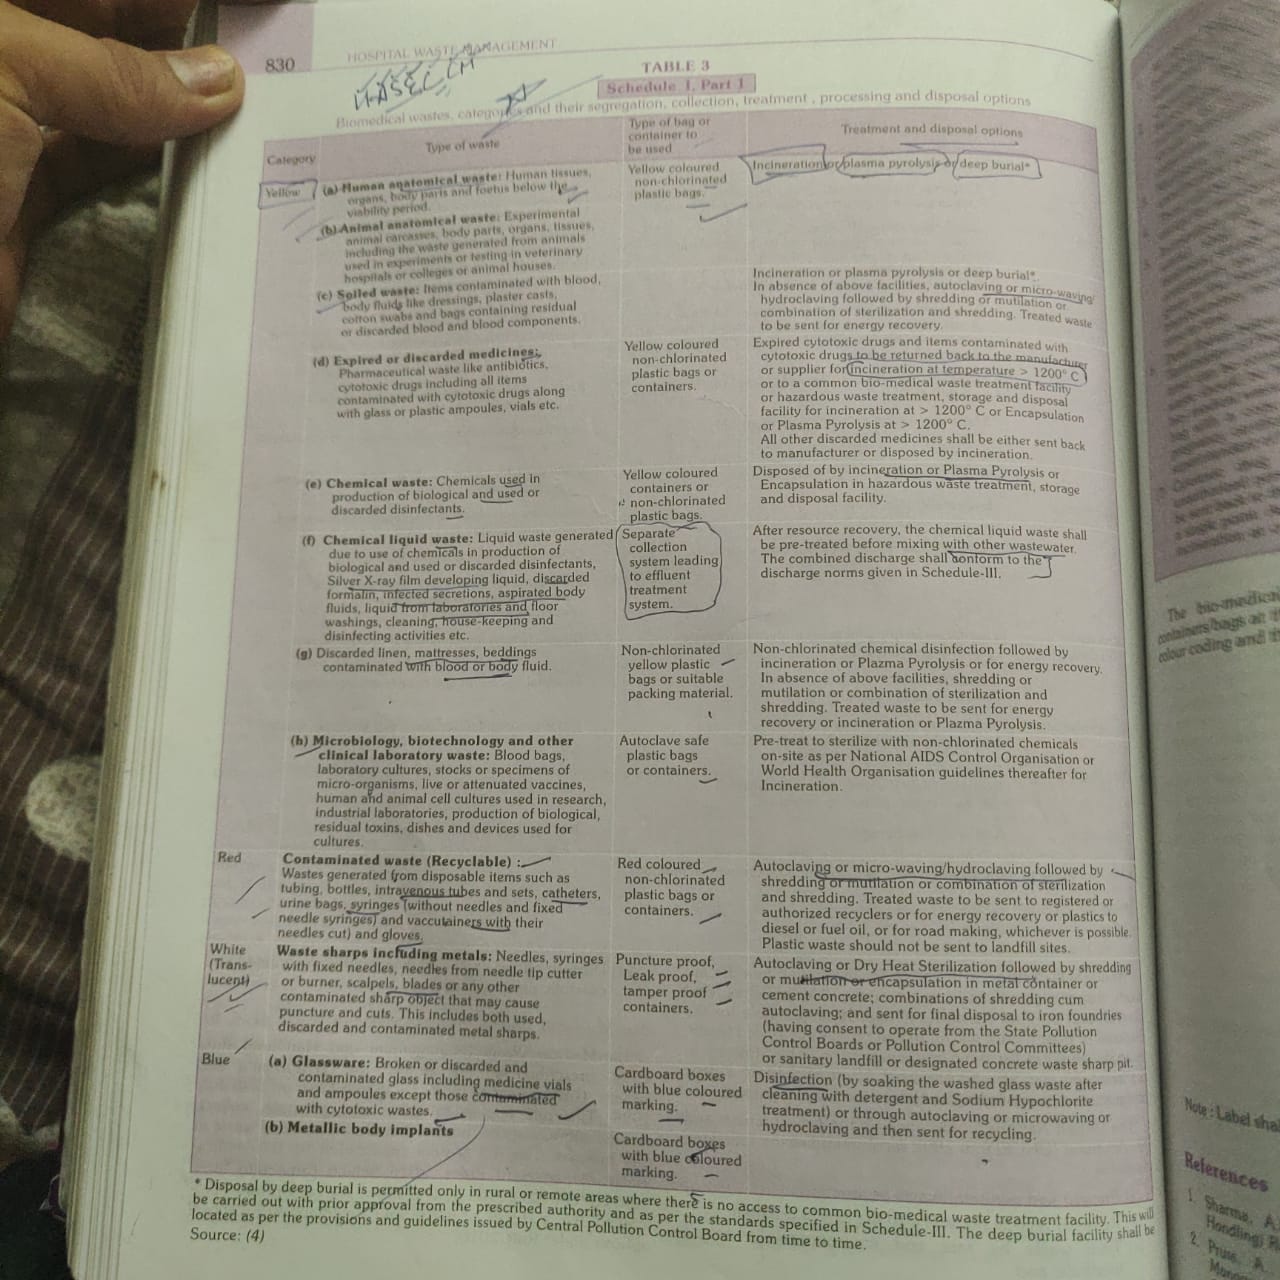 830
HOSPITAL WASTE MANAGEMENT
TABLE 3
Schedule I, Part 1
Biomedical wastes, categories and their segregation, collection, treatment , processing and disposal options
Category
Type of waste
Type of bag or
container to
be used
Treatment and disposal options
Yellow
(a) Human anatomical waste: Human tissues,
organs, body parts and foetus below the
viability period.
(b) Animal anatomical waste: Experimental
animal carcasses, body parts, organs, tissues,
including the waste generated from animals
used in experiments or testing in veterinary
hospitals or colleges or animal houses.
Yellow coloured
non-chlorinated
plastic bags.
Incineration or plasma pyrolysis or deep burial*
(c) Soiled waste: Items contaminated with blood,
body fluids like dressings, plaster casts,
cotton swabs and bags containing residual
or discarded blood and blood components.
Incineration or plasma pyrolysis or deep burial*.
In absence of above facilities, autoclaving or micro-waving/
hydroclaving followed by shredding or mutilation or
combination of sterilization and shredding. Treated waste
to be sent for energy recovery.
(d) Expired or discarded medicines:
Pharmaceutical waste like antibiotics,
cytotoxic drugs including all items
contaminated with cytotoxic drugs along
with glass or plastic ampoules, vials etc.
Yellow coloured
non-chlorinated
plastic bags or
containers.
Expired cytotoxic drugs and items contaminated with
cytotoxic drugs to be returned back to the manufacturer
or supplier for incineration at temperature > 1200° C
or to a common bio-medical waste treatment facility
or hazardous waste treatment, storage and disposal
facility for incineration at > 1200° C or Encapsulation
or Plasma Pyrolysis at > 1200° C.
All other discarded medicines shall be either sent back
to manufacturer or disposed by incineration.
(e) Chemical waste: Chemicals used in
production of biological and used or
discarded disinfectants.
Yellow coloured
containers or
non-chlorinated
plastic bags.
Disposed of by incineration or Plasma Pyrolysis or
Encapsulation in hazardous waste treatment, storage
and disposal facility.
(f) Chemical liquid waste: Liquid waste generated
due to use of chemicals in production of
biological and used or discarded disinfectants,
Silver X-ray film developing liquid, discarded
formalin, infected secretions, aspirated body
fluids, liquid from laboratories and floor
washings, cleaning, house-keeping and
disinfecting activities etc.
Separate
collection
system leading
to effluent
treatment
system.
After resource recovery, the chemical liquid waste shall
be pre-treated before mixing with other wastewater.
The combined discharge shall conform to the
discharge norms given in Schedule-III.
(g) Discarded linen, mattresses, beddings
contaminated with blood or body fluid.
Non-chlorinated
yellow plastic
bags or suitable
packing material.
Non-chlorinated chemical disinfection followed by
incineration or Plazma Pyrolysis or for energy recovery.
In absence of above facilities, shredding or
mutilation or combination of sterilization and
shredding. Treated waste to be sent for energy
recovery or incineration or Plazma Pyrolysis.
(h) Microbiology, biotechnology and other
clinical laboratory waste: Blood bags,
laboratory cultures, stocks or specimens of
micro-organisms, live or attenuated vaccines,
human and animal cell cultures used in research,
industrial laboratories, production of biological,
residual toxins, dishes and devices used for
cultures.
Autoclave safe
plastic bags
or containers.
Pre-treat to sterilize with non-chlorinated chemicals
on-site as per National AIDS Control Organisation or
World Health Organisation guidelines thereafter for
Incineration.
Red
Contaminated waste (Recyclable) :
Wastes generated from disposable items such as
tubing, bottles, intravenous tubes and sets, catheters,
urine bags, syringes (without needles and fixed
needle syringes) and vaccutainers with their
needles cut) and gloves.
Red coloured
non-chlorinated
plastic bags or
containers.
Autoclaving or micro-waving/hydroclaving followed by
shredding or mutilation or combination of sterilization
and shredding. Treated waste to be sent to registered or
authorized recyclers or for energy recovery or plastics to
diesel or fuel oil, or for road making, whichever is possible.
Plastic waste should not be sent to landfill sites.
White
(Trans-
lucent)
Waste sharps including metals: Needles, syringes
with fixed needles, needles from needle tip cutter
or burner, scalpels, blades or any other
contaminated sharp object that may cause
puncture and cuts. This includes both used,
discarded and contaminated metal sharps.
Puncture proof,
Leak proof,
tamper proof
containers.
Autoclaving or Dry Heat Sterilization followed by shredding
or mutilation or encapsulation in metal container or
cement concrete; combinations of shredding cum
autoclaving; and sent for final disposal to iron foundries
(having consent to operate from the State Pollution
Control Boards or Pollution Control Committees)
or sanitary landfill or designated concrete waste sharp pit.
Blue
(a) Glassware: Broken or discarded and
contaminated glass including medicine vials
and ampoules except those contaminated
with cytotoxic wastes.
Cardboard boxes
with blue coloured
marking.
Disinfection (by soaking the washed glass waste after
cleaning with detergent and Sodium Hypochlorite
treatment) or through autoclaving or microwaving or
hydroclaving and then sent for recycling.
(b) Metallic body implants
Cardboard boxes
with blue coloured
marking.
* Disposal by deep burial is permitted only in rural or remote areas where there is no access to common bio-medical waste treatment facility. This will
be carried out with prior approval from the prescribed authority and as per the standards specified in Schedule-III. The deep burial facility shall be
located as per the provisions and guidelines issued by Central Pollution Control Board from time to time.
Source: (4)
The bio-medical
containers/bags
colour coding and
Note : Label
References
1. Sharma, A.
2.